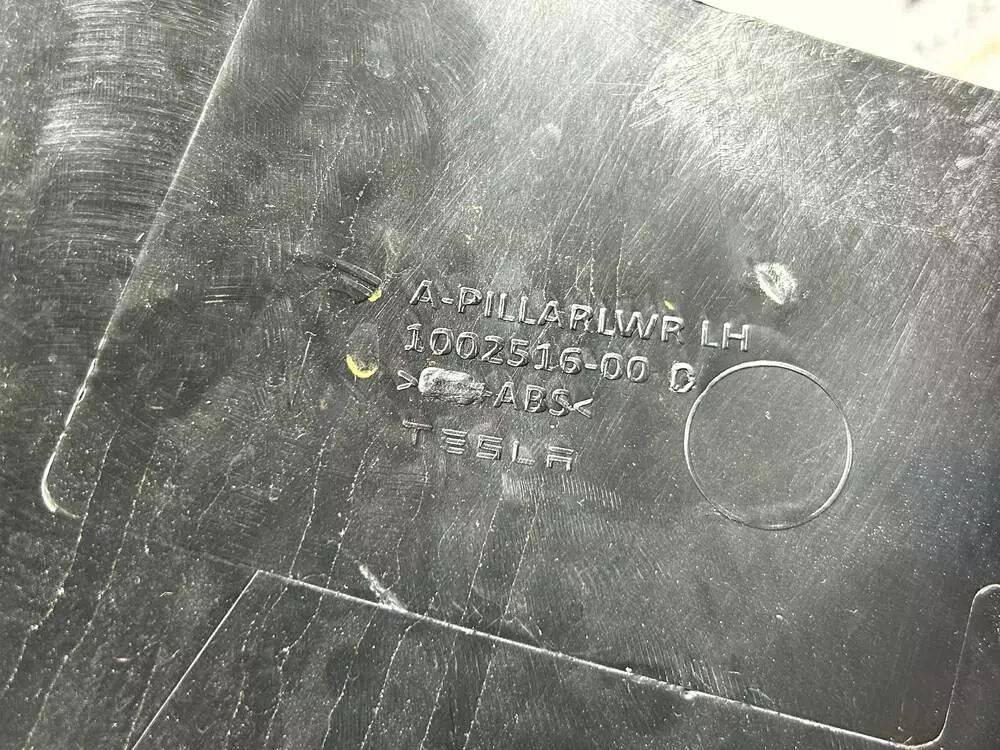 A-PILLARLWR LH
1002516-00
-ABS<
TESLA